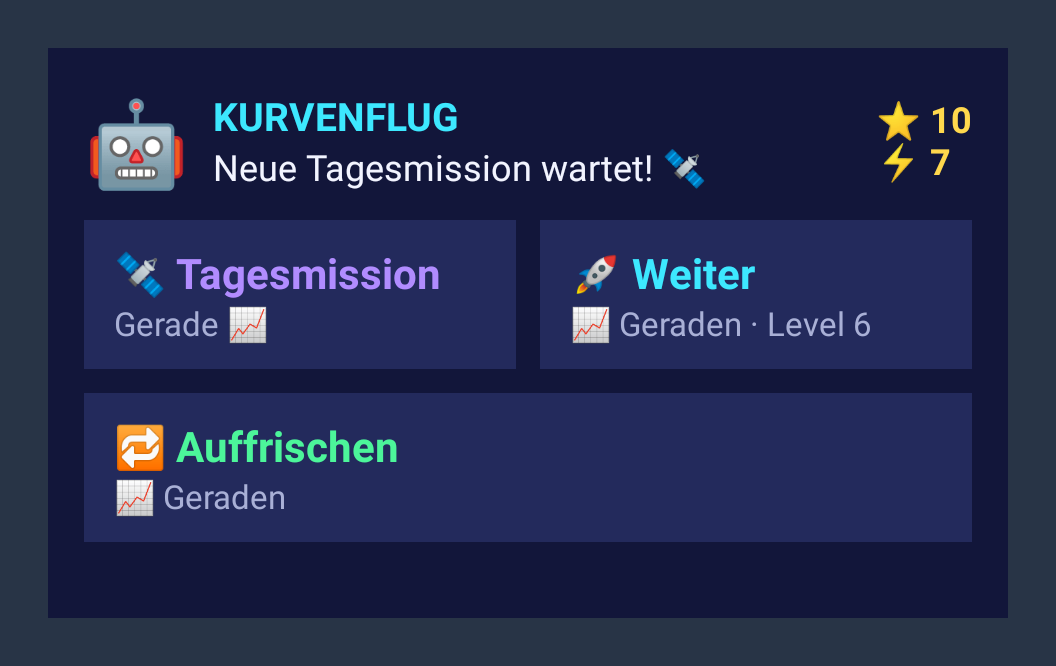 KURVENFLUG
Neue Tagesmission wartet! 🛰️
⭐ 10
⚡ 7
🛰️ Tagesmission
Gerade 📈
🚀 Weiter
📈 Geraden · Level 6
🔁 Auffrischen
📈 Geraden